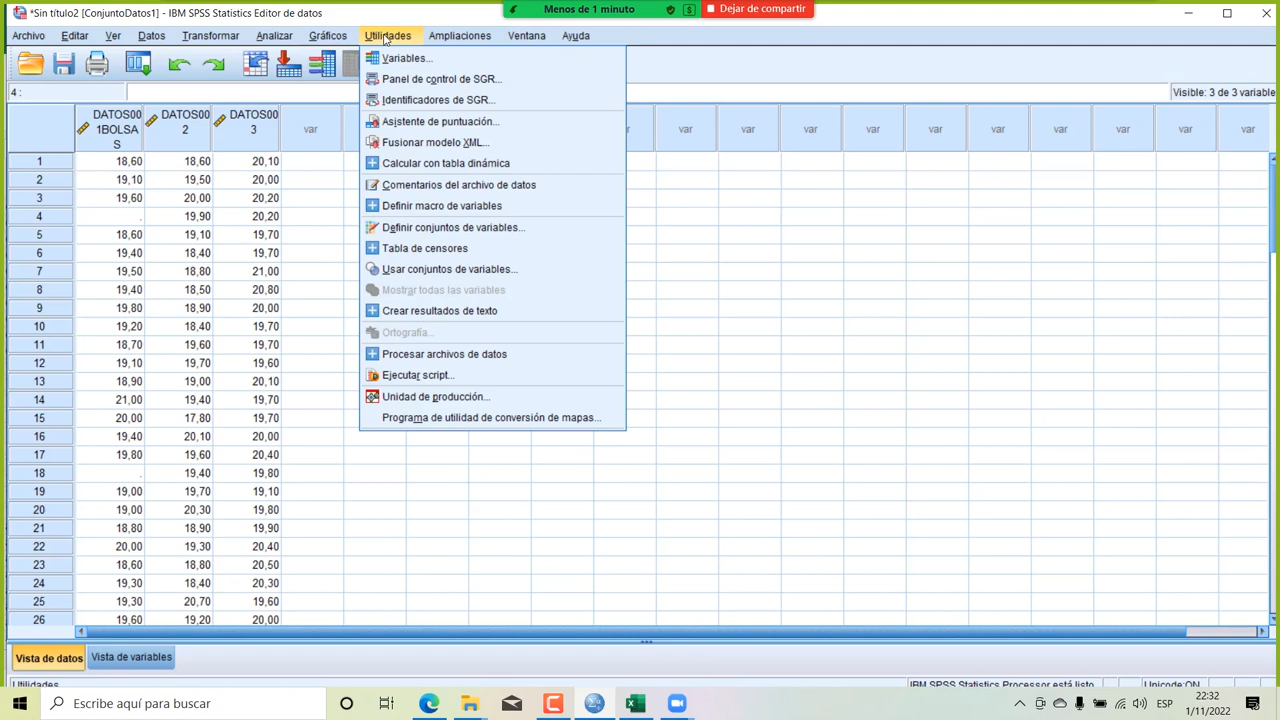 *Sin título2 [ConjuntoDatos1] - IBM SPSS Statistics Editor de datos
Menos de 1 minuto
Dejar de compartir
Archivo Editar Ver Datos Transformar Analizar Gráficos Utilidades Ampliaciones Ventana Ayuda
4 :
Visible: 3 de 3 variable
DATOS00 1BOLSA S DATOS00 2 DATOS00 3 var var var var var var var var var var
Variables...
Panel de control de SGR...
Identificadores de SGR...
Asistente de puntuación...
Fusionar modelo XML...
Calcular con tabla dinámica
Comentarios del archivo de datos
Definir macro de variables
Definir conjuntos de variables...
Tabla de censores
Usar conjuntos de variables...
Mostrar todas las variables
Crear resultados de texto
Ortografía...
Procesar archivos de datos
Ejecutar script...
Unidad de producción...
Programa de utilidad de conversión de mapas...
1 18,60 18,60 20,10
2 19,10 19,50 20,00
3 19,60 20,00 20,20
4 . 19,90 20,20
5 18,60 19,10 19,70
6 19,40 18,40 19,70
7 19,50 18,80 21,00
8 19,40 18,50 20,80
9 19,80 18,90 20,00
10 19,20 18,40 19,70
11 18,70 19,60 19,70
12 19,10 19,70 19,60
13 18,90 19,00 20,10
14 21,00 19,40 19,70
15 20,00 17,80 19,70
16 19,40 20,10 20,00
17 19,80 19,60 20,40
18 . 19,40 19,80
19 19,00 19,70 19,10
20 19,00 20,30 19,80
21 18,80 18,90 19,90
22 20,00 19,30 20,40
23 18,60 18,80 20,50
24 19,30 18,40 20,30
25 19,30 20,70 19,60
26 19,60 19,20 20,00
Vista de datos Vista de variables
Utilidades
IBM SPSS Statistics Processor está listo
Unicode:ON
Escribe aquí para buscar
ESP
22:32
1/11/2022